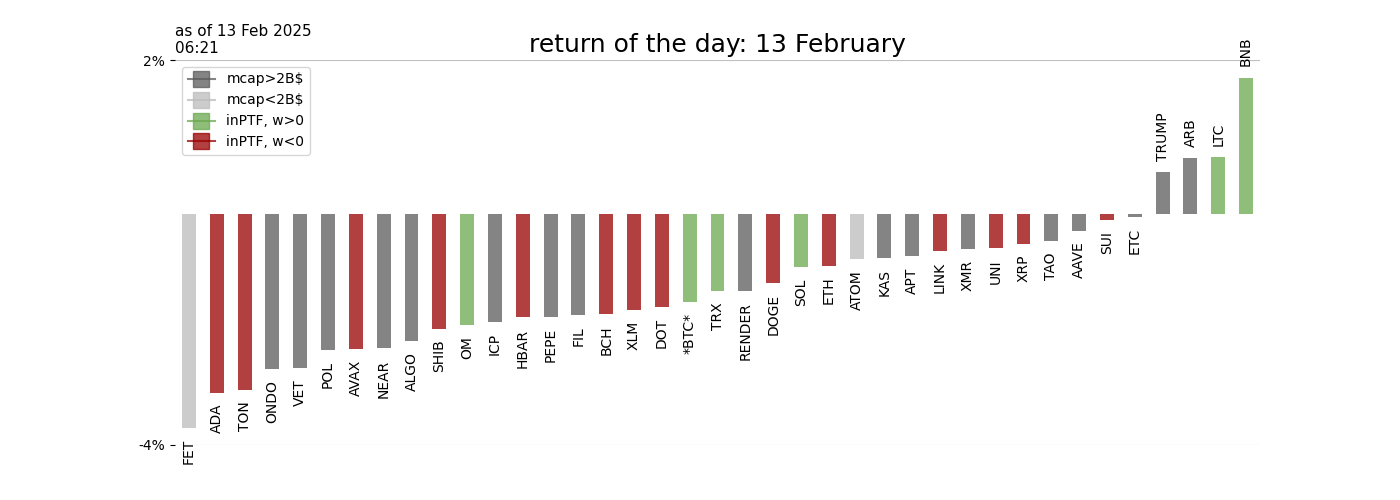 as of 13 Feb 2025
06:21
return of the day: 13 February
2%
mcap>2B$
mcap<2B$
inPTF, w>0
inPTF, w<0
-4%
FET
ADA
TON
ONDO
VET
POL
AVAX
NEAR
ALGO
SHIB
OM
ICP
HBAR
PEPE
FIL
BCH
XLM
DOT
*BTC*
TRX
RENDER
DOGE
SOL
ETH
ATOM
KAS
APT
LINK
XMR
UNI
XRP
TAO
AAVE
SUI
ETC
TRUMP
ARB
LTC
BNB